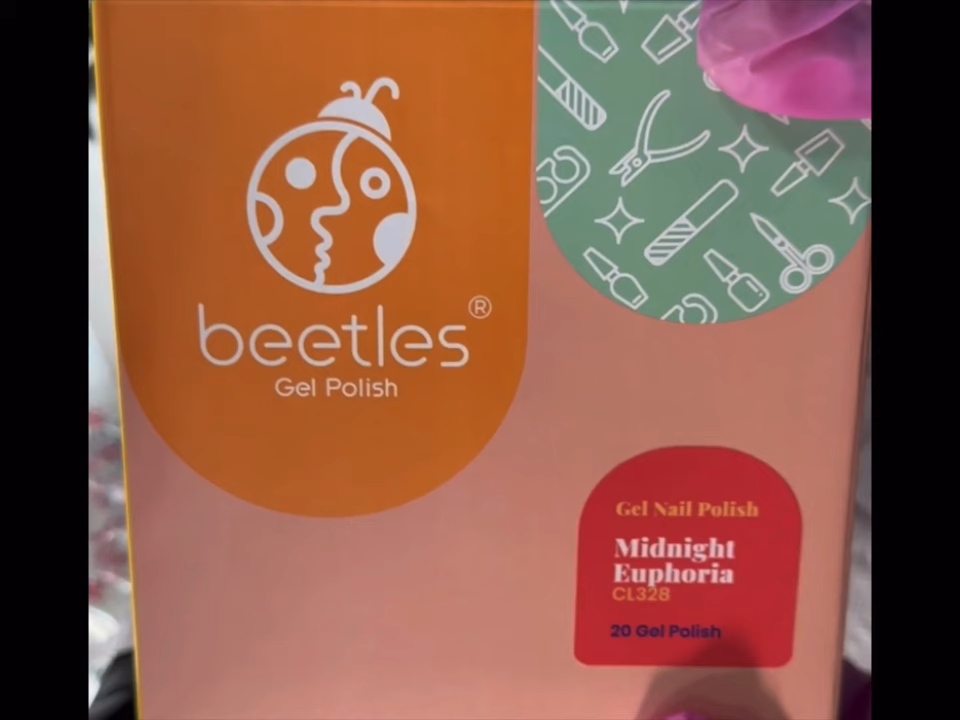 beetles®
Gel Polish
Gel Nail Polish
Midnight
Euphoria
CL328
20 Gel Polish